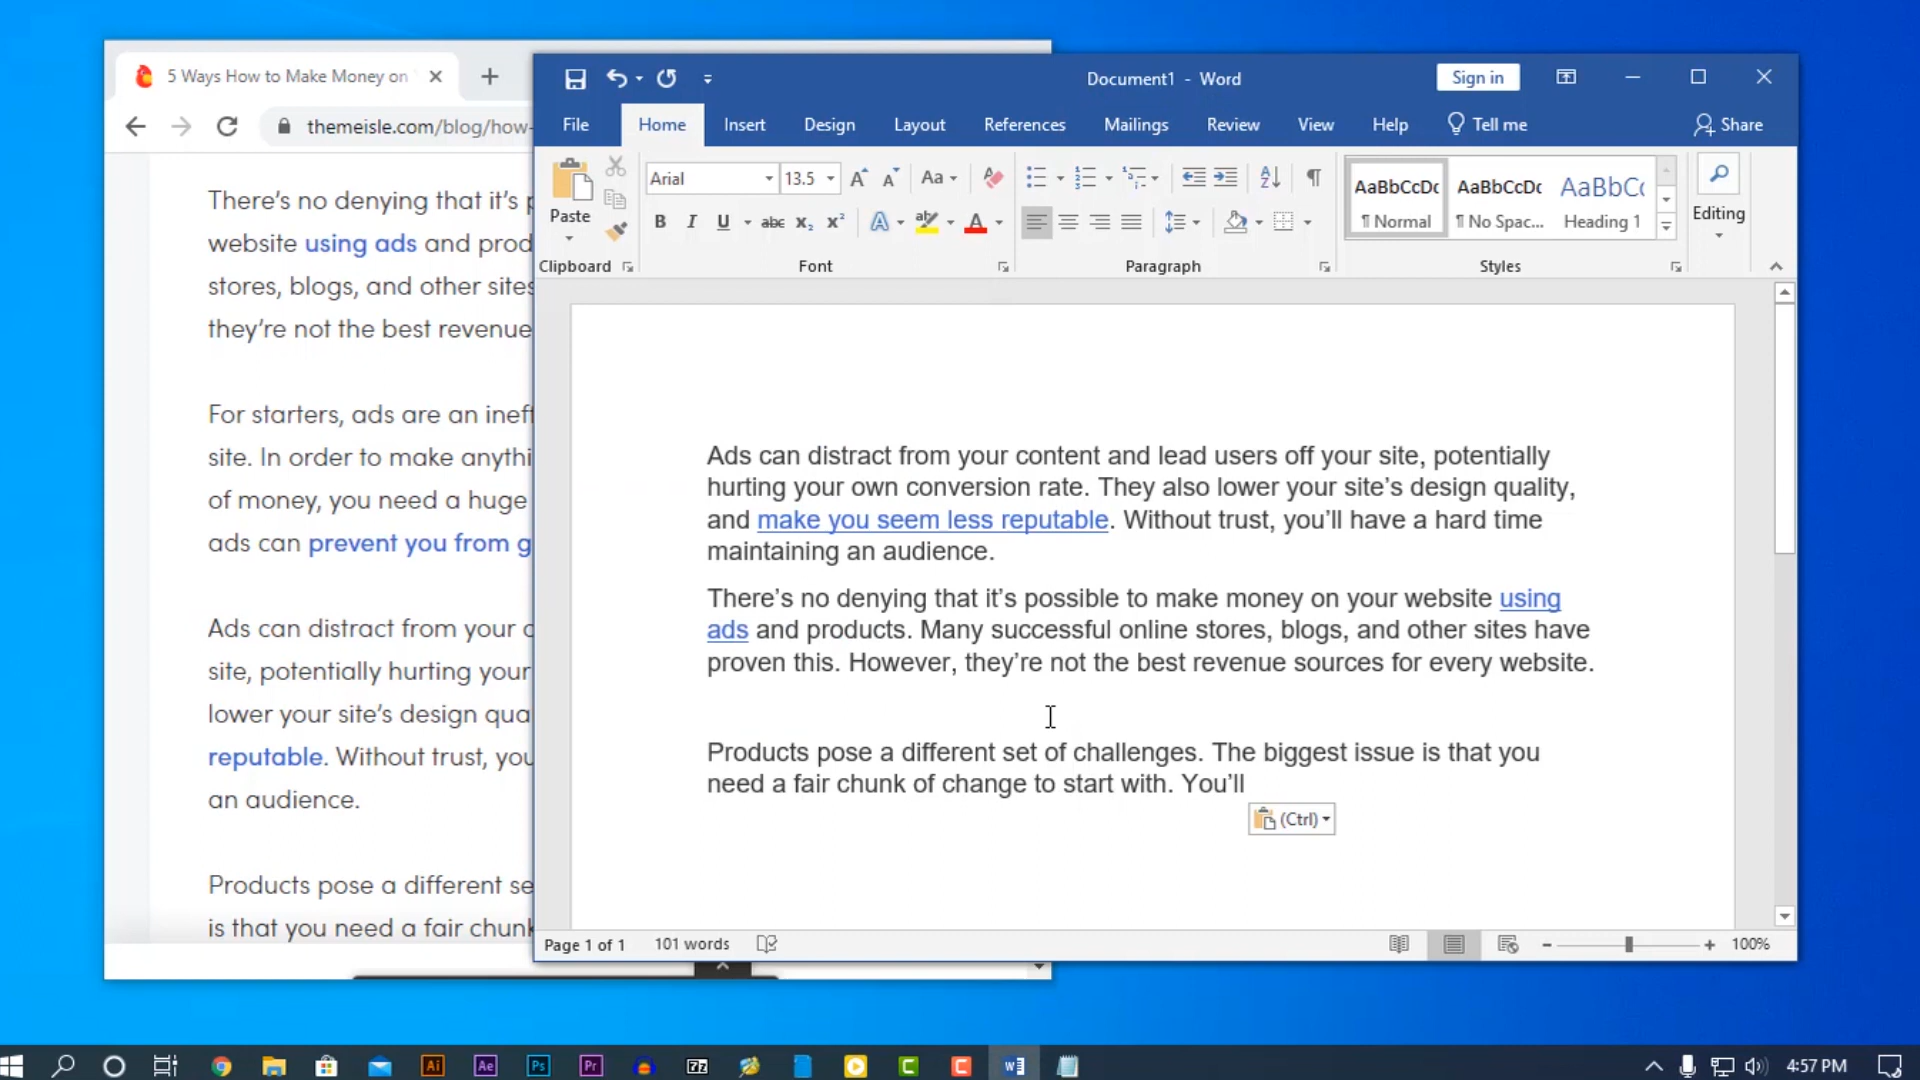 5 Ways How to Make Money on
themeisle.com/blog/how-
There's no denying that it's p
website using ads and prod
stores, blogs, and other sites
they're not the best revenue
For starters, ads are an ineff
site. In order to make anythi
of money, you need a huge
ads can prevent you from g
Ads can distract from your c
site, potentially hurting your
lower your site's design qua
reputable. Without trust, you
an audience.
Products pose a different se
is that you need a fair chunk
Document1 - Word
Sign in
File Home Insert Design Layout References Mailings Review View Help Tell me Share
Paste
Clipboard
Arial 13.5 Aa
B I U abc x₂ x² A ab A
Font
Paragraph
AaBbCcDc AaBbCcDc AaBbCc
¶ Normal ¶ No Spac... Heading 1
Styles
Editing
Ads can distract from your content and lead users off your site, potentially
hurting your own conversion rate. They also lower your site’s design quality,
and make you seem less reputable. Without trust, you’ll have a hard time
maintaining an audience.
There’s no denying that it’s possible to make money on your website using
ads and products. Many successful online stores, blogs, and other sites have
proven this. However, they’re not the best revenue sources for every website.
Products pose a different set of challenges. The biggest issue is that you
need a fair chunk of change to start with. You’ll
(Ctrl)
Page 1 of 1 101 words 100%
Ai Ae Ps Pr 7z C C W
4:57 PM